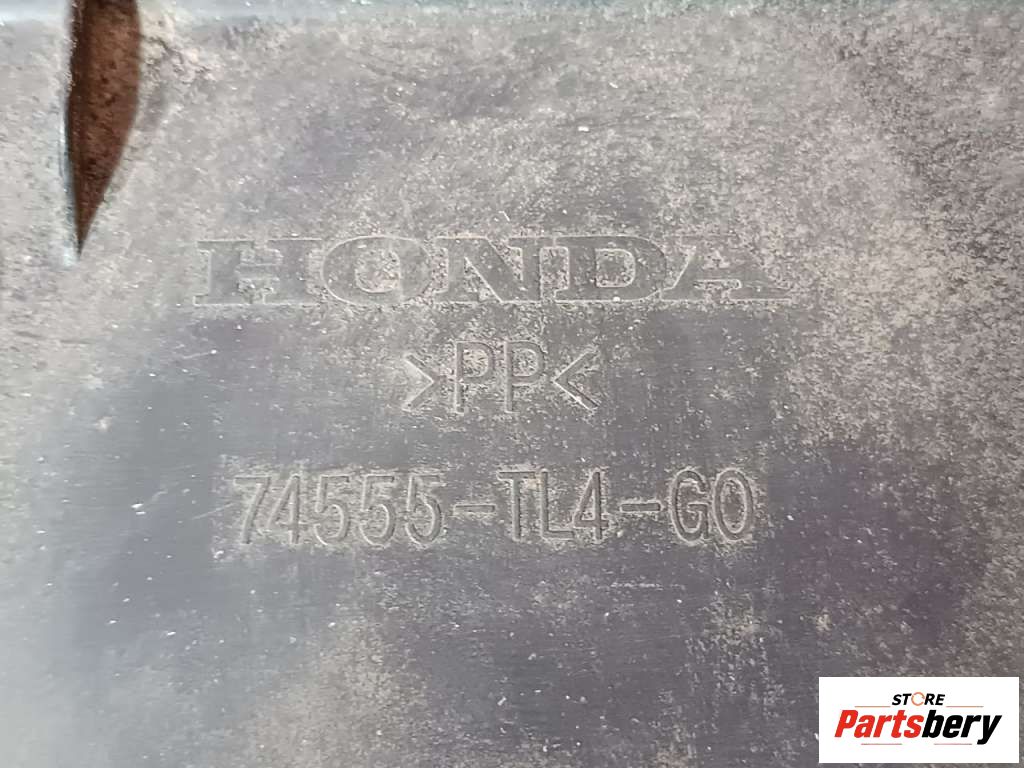 HONDA
>PP<
74555-TL4-G0
STORE
Partsbery